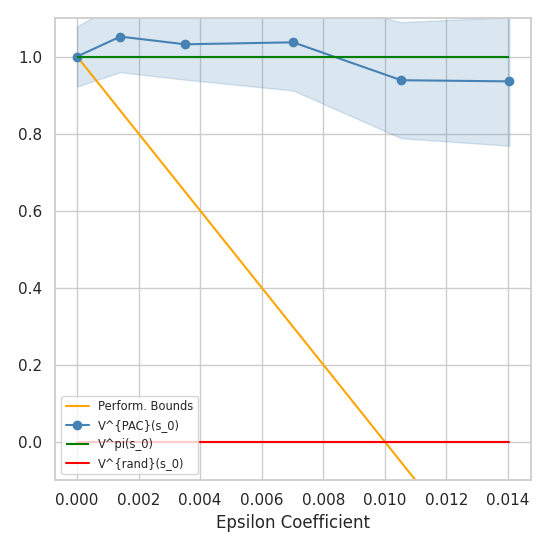 1.0
0.8
0.6
0.4
0.2
0.0
Perform. Bounds
V^{PAC}(s_0)
V^pi(s_0)
V^{rand}(s_0)
0.000 0.002 0.004 0.006 0.008 0.010 0.012 0.014
Epsilon Coefficient